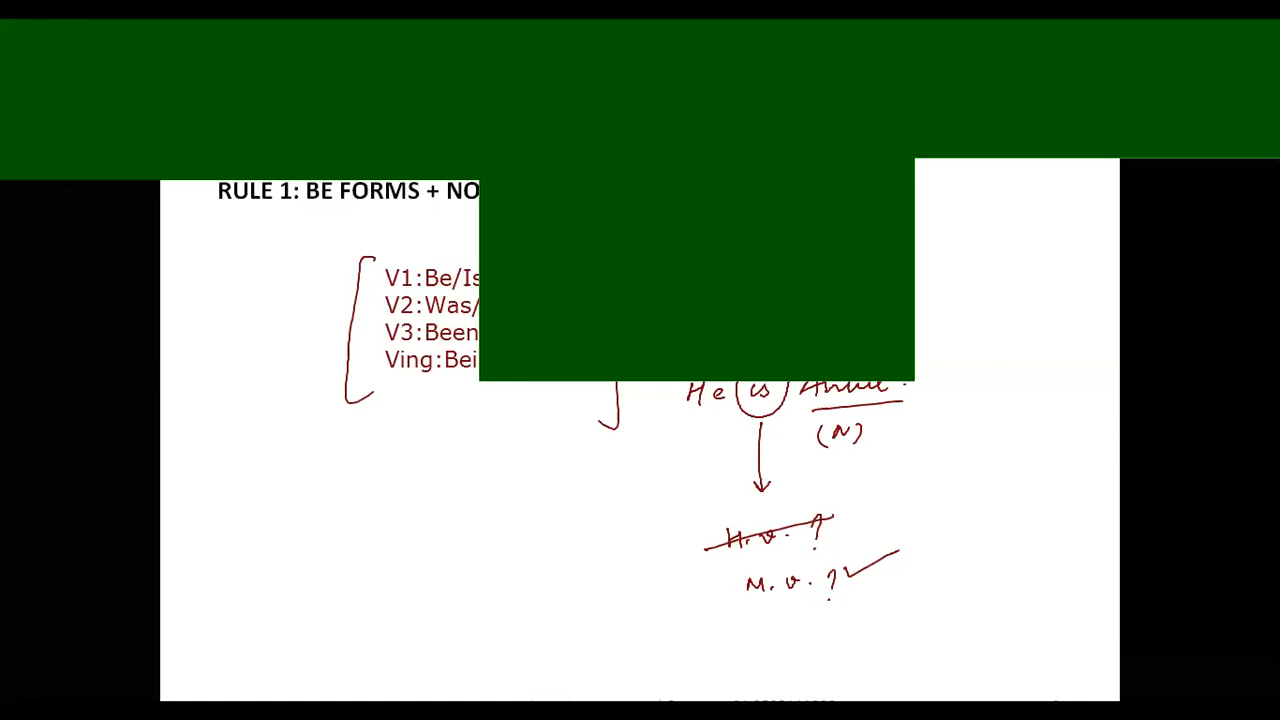 RULE 1: BE FORMS + NO
V1:Be/Is
V2:Was/
V3:Been
Ving:Bei
He is
(N)
H.v. ?
M.v. ?